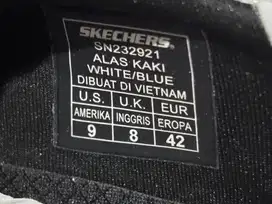 SKECHERS
SN232921
ALAS KAKI
WHITE/BLUE
DIBUAT DI VIETNAM
U.S. U.K. EUR
AMERIKA INGGRIS EROPA
9 8 42